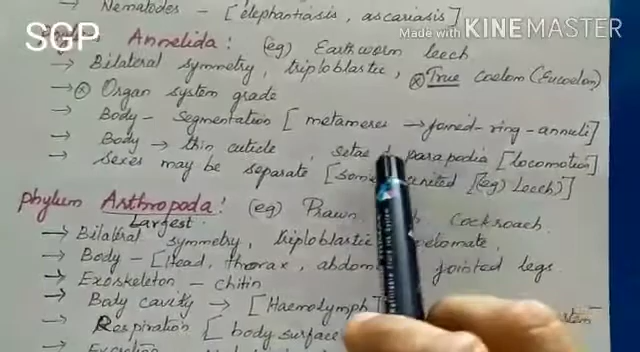 → Nematodes - [elephantiasis, ascariasis]
SGP
Made with KINEMASTER
Annelida : (eg) Earthworm leech
→ Bilateral symmetry, triploblastic, ⊗ True coelom (Eucoelom)
→ ⊗ Organ system grade
→ Body - Segmentation [metameres → joined-ring-annuli]
→ Body → thin cuticle, setae parapodia [locomotion]
→ Sexes may be separate united [(eg) Leech)]
Phylum Arthropoda : (eg) Prawn Cockroach
Largest
→ Bilateral symmetry, triploblastic
→ Body - [Head, thorax, jointed legs
→ Exoskeleton - chitin
→ Body cavity → [Haemolymph]
→ Respiration [body surface